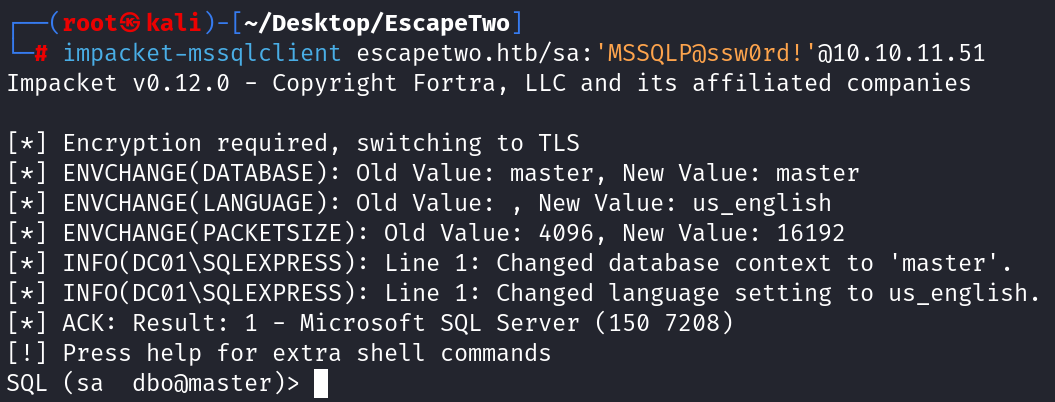 ┌──(root㉿kali)-[~/Desktop/EscapeTwo]
└─# impacket-mssqlclient escapetwo.htb/sa:'MSSQLP@ssw0rd!'@10.10.11.51
Impacket v0.12.0 - Copyright Fortra, LLC and its affiliated companies
[*] Encryption required, switching to TLS
[*] ENVCHANGE(DATABASE): Old Value: master, New Value: master
[*] ENVCHANGE(LANGUAGE): Old Value: , New Value: us_english
[*] ENVCHANGE(PACKETSIZE): Old Value: 4096, New Value: 16192
[*] INFO(DC01\SQLEXPRESS): Line 1: Changed database context to 'master'.
[*] INFO(DC01\SQLEXPRESS): Line 1: Changed language setting to us_english.
[*] ACK: Result: 1 - Microsoft SQL Server (150 7208)
[!] Press help for extra shell commands
SQL (sa  dbo@master)>